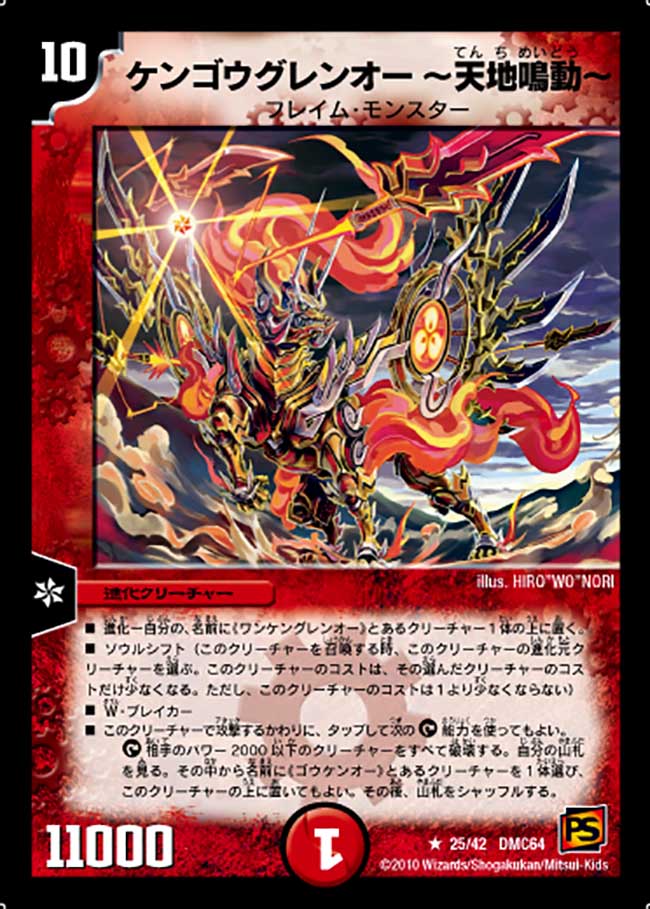 10
てん ち めいどう
ケンゴウグレンオー ～天地鳴動～
フレイム・モンスター
illus. HIRO"WO"NORI
進化クリーチャー
■ 進化－自分の、名前に《ワンケングレンオー》とあるクリーチャー１体の上に置く。
■ ソウルシフト（このクリーチャーを召喚する時、このクリーチャーの進化元ク
リーチャーを選ぶ。このクリーチャーのコストは、その選んだクリーチャーのコス
トだけ少なくなる。ただし、このクリーチャーのコストは１より少なくならない）
■ W・ブレイカー
■ このクリーチャーで攻撃するかわりに、タップして次の 能力を使ってもよい。
相手のパワー2000以下のクリーチャーをすべて破壊する。自分の山札
を見る。その中から名前に《ゴウケンオー》とあるクリーチャーを１体選び、
このクリーチャーの上に置いてもよい。その後、山札をシャッフルする。
11000
1
★ 25/42 DMC64
PS
©2010 Wizards/Shogakukan/Mitsui-Kids